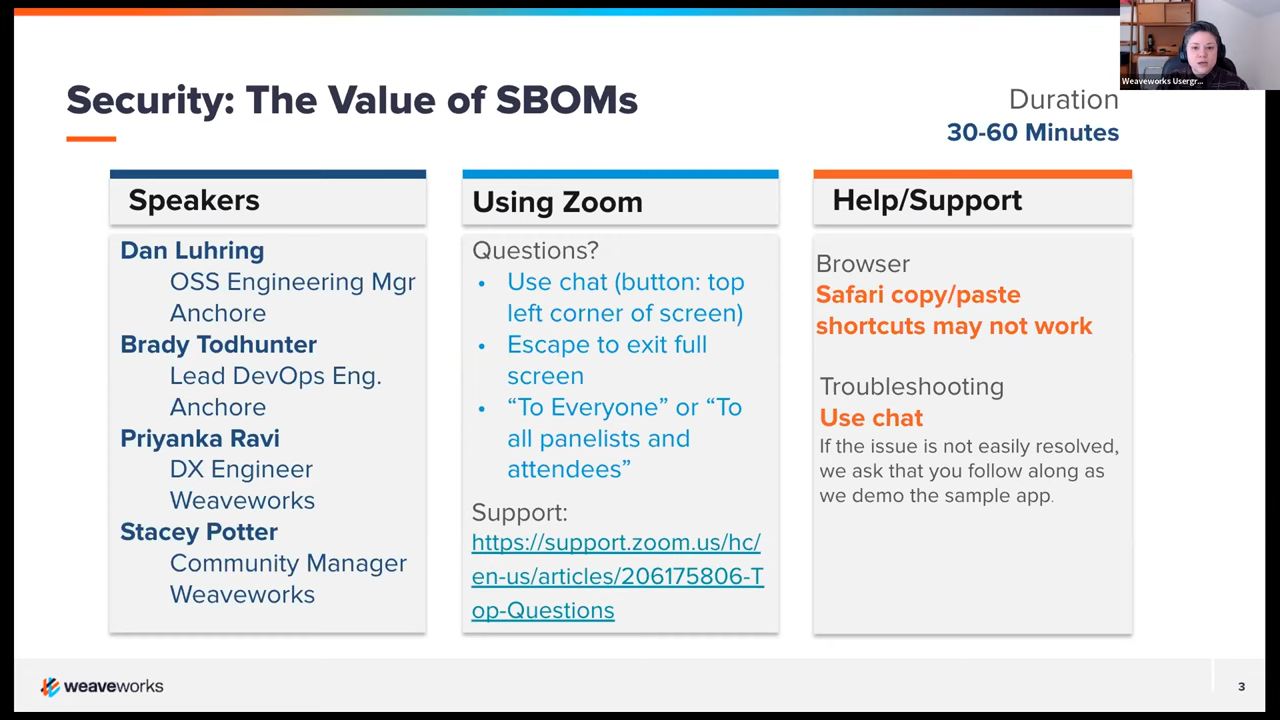 Weaveworks Usergr...
Security: The Value of SBOMs
Duration
30-60 Minutes
Speakers
Dan Luhring
OSS Engineering Mgr
Anchore
Brady Todhunter
Lead DevOps Eng.
Anchore
Priyanka Ravi
DX Engineer
Weaveworks
Stacey Potter
Community Manager
Weaveworks
Using Zoom
Questions?
• Use chat (button: top
left corner of screen)
• Escape to exit full
screen
• “To Everyone” or “To
all panelists and
attendees”
Support:
https://support.zoom.us/hc/
en-us/articles/206175806-T
op-Questions
Help/Support
Browser
Safari copy/paste
shortcuts may not work
Troubleshooting
Use chat
If the issue is not easily resolved,
we ask that you follow along as
we demo the sample app.
weaveworks
3